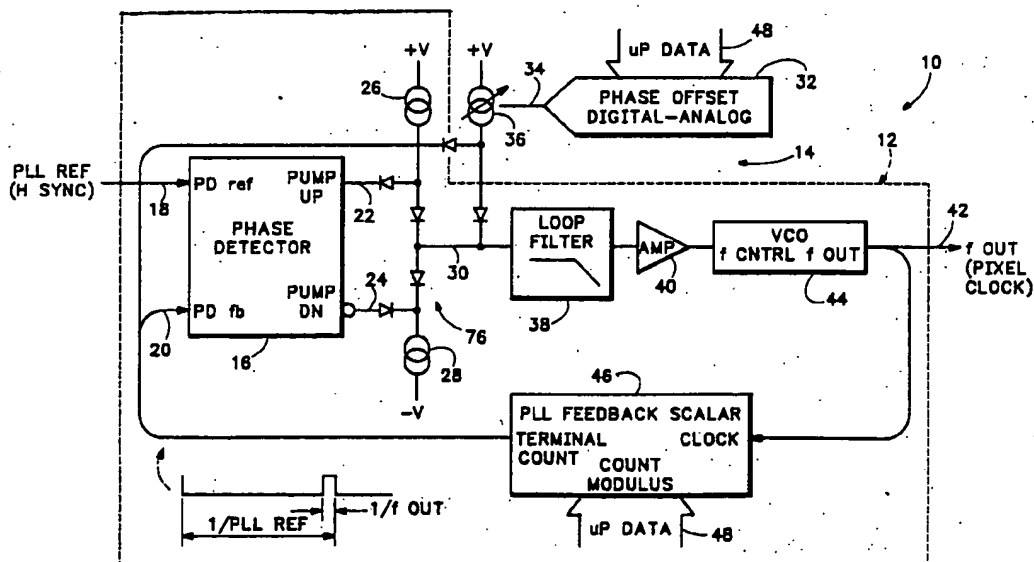 uP DATA
48
+V
+V
26
36
34
PHASE OFFSET
DIGITAL-ANALOG
32
10
14
12
PLL REF
(H SYNC)
18
PD ref
PUMP
UP
22
PHASE
DETECTOR
PUMP
DN
24
PD fb
20
16
30
76
28
-V
LOOP
FILTER
38
AMP
40
VCO
f CNTRL f OUT
44
42
f OUT
(PIXEL
CLOCK)
46
PLL FEEDBACK SCALAR
TERMINAL
COUNT
CLOCK
COUNT
MODULUS
uP DATA
48
1/f OUT
1/PLL REF